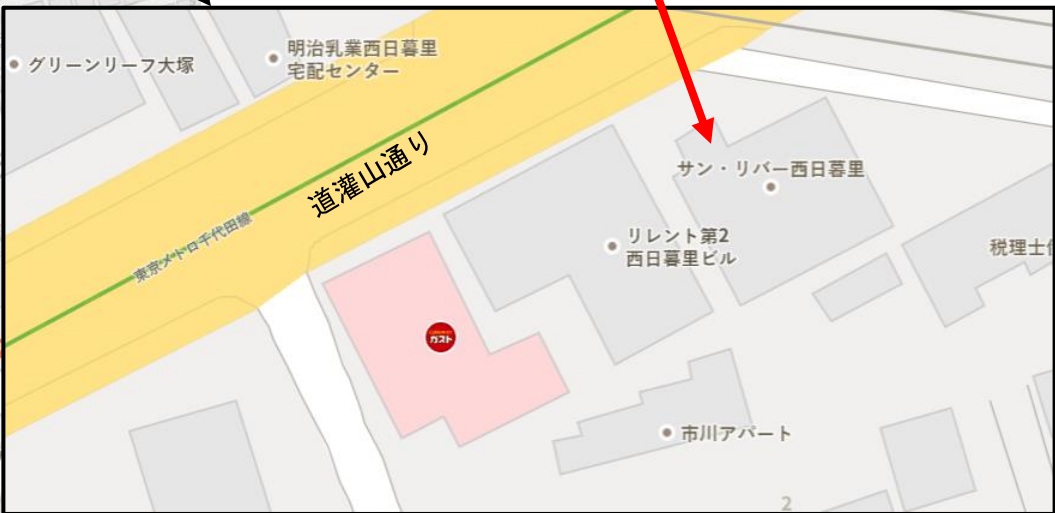 グリーンリーフ大塚
明治乳業西日暮里
宅配センター
道灌山通り
東京メトロ千代田線
サン・リバー西日暮里
リレント第2
西日暮里ビル
税理士
ガスト
市川アパート
2